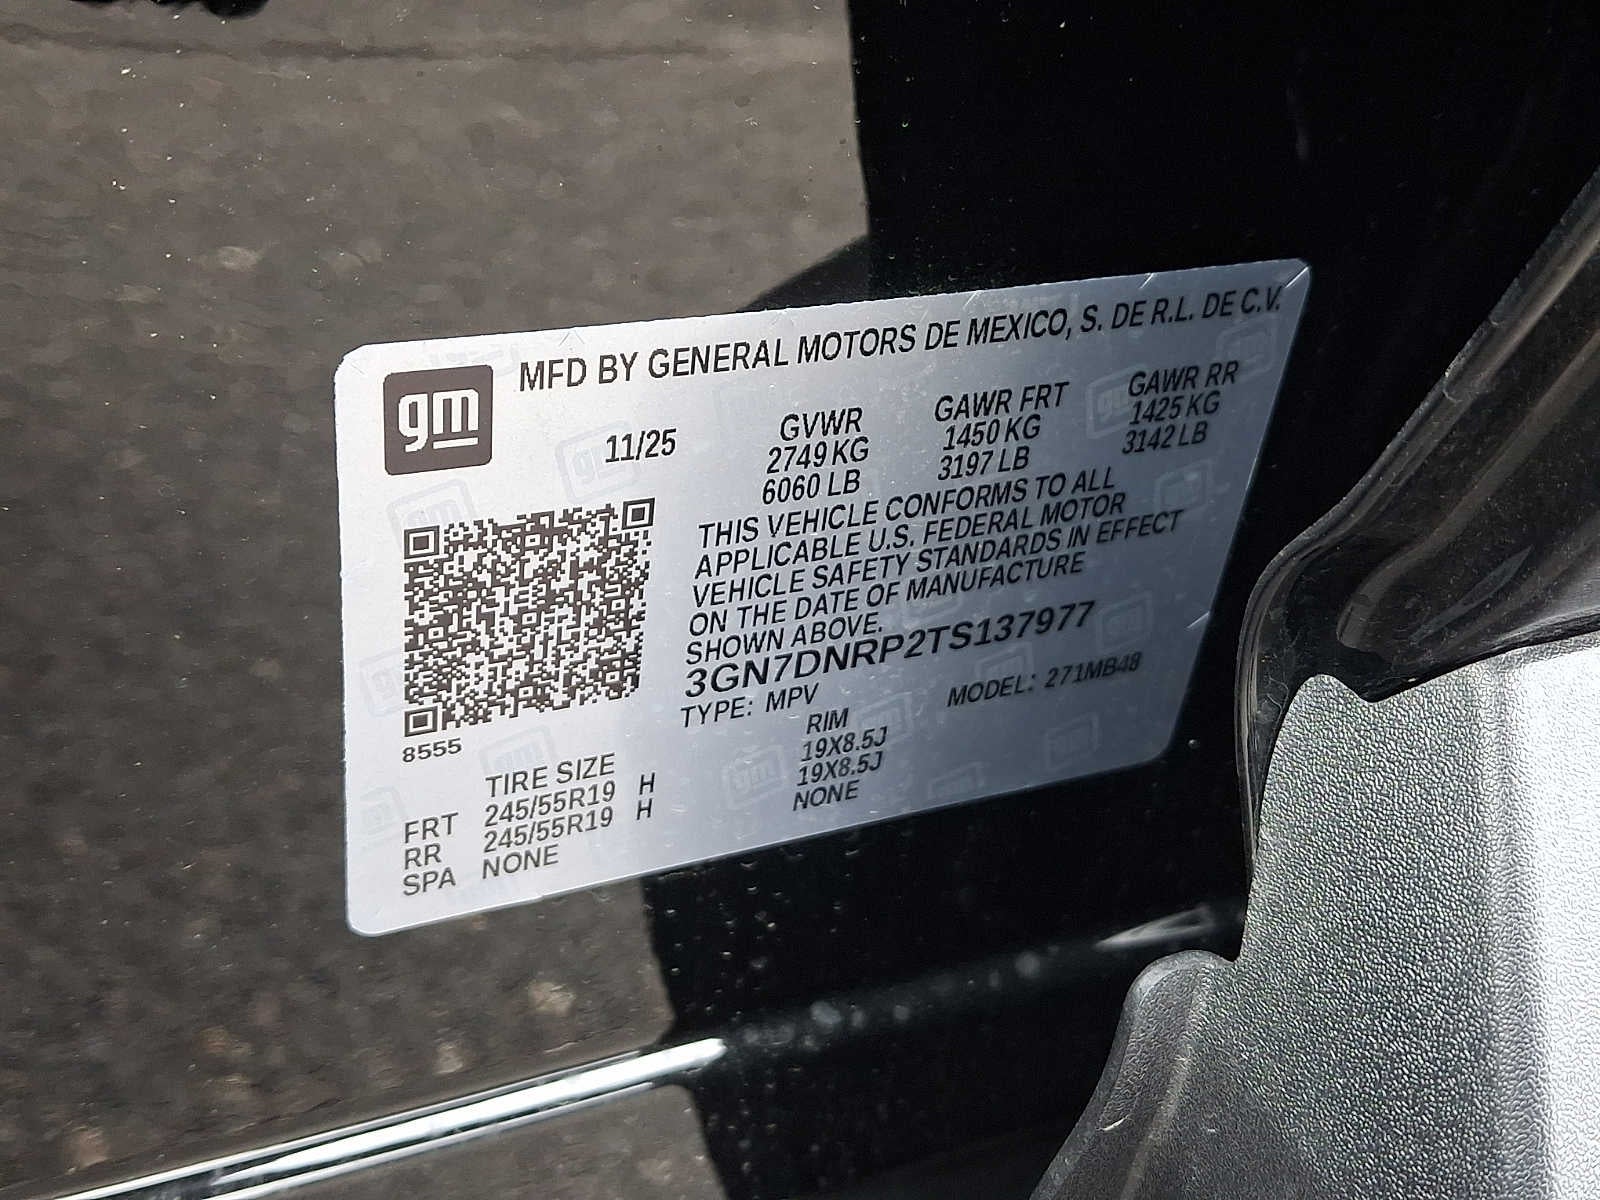 MFD BY GENERAL MOTORS DE MEXICO, S. DE R.L. DE C.V.
gm
11/25
GVWR
2749 KG
6060 LB
GAWR FRT
1450 KG
3197 LB
GAWR RR
1425 KG
3142 LB
THIS VEHICLE CONFORMS TO ALL
APPLICABLE U.S. FEDERAL MOTOR
VEHICLE SAFETY STANDARDS IN EFFECT
ON THE DATE OF MANUFACTURE
SHOWN ABOVE.
3GN7DNRP2TS137977
TYPE: MPV MODEL: 271MB48
8555
TIRE SIZE RIM
FRT 245/55R19 H 19X8.5J
RR 245/55R19 H 19X8.5J
SPA NONE NONE